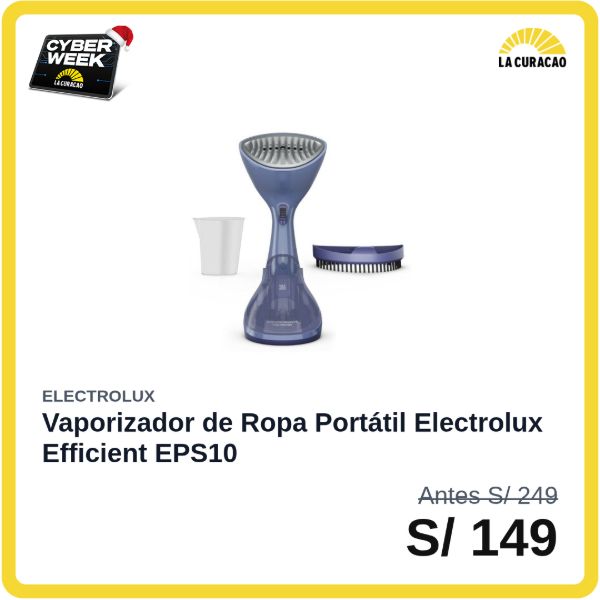 CYBER
WEEK
LA CURACAO
LA CURACAO
ELECTROLUX
Vaporizador de Ropa Portátil Electrolux
Efficient EPS10
Antes S/ 249
S/ 149